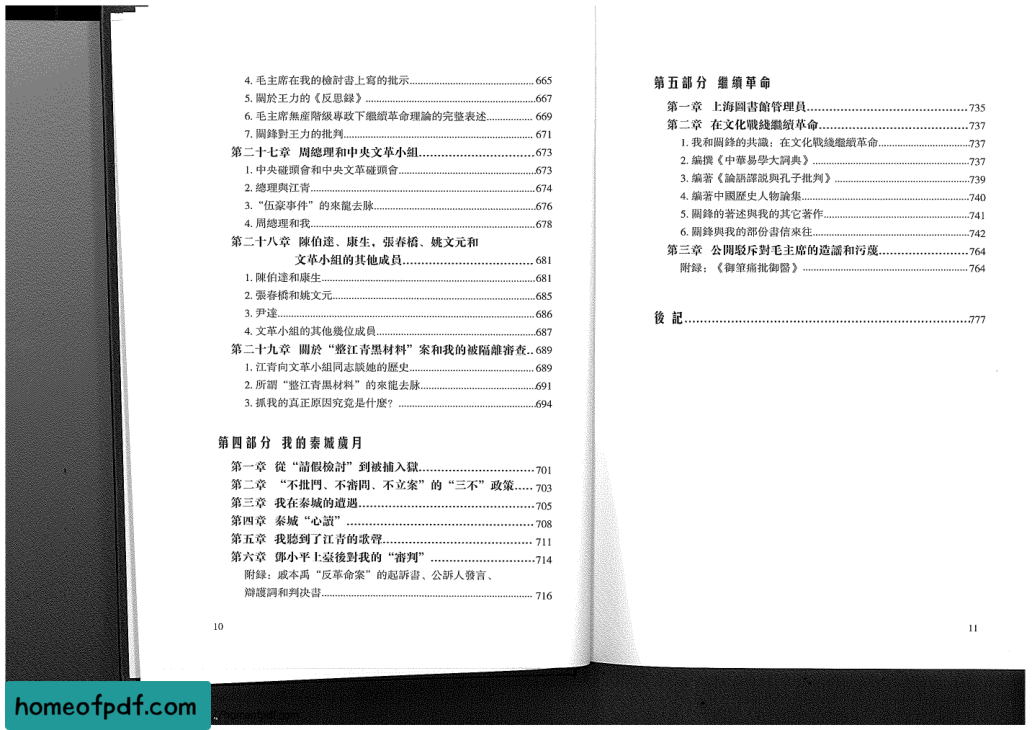 4. 毛主席在我的檢討書上寫的批示........................ 665
5. 關於王力的《反思録》........................667
6. 毛主席無産階級專政下繼續革命理論的完整表述................ 669
7. 關鋒對王力的批判........................ 671
第二十七章 周總理和中央文革小組........................673
1. 中央碰頭會和中央文革碰頭會........................673
2. 總理與江青........................674
3. “伍豪事件”的來龍去脉........................676
4. 周總理和我........................678
第二十八章 陳伯達、康生，張春橋、姚文元和
文革小組的其他成員........................ 681
1. 陳伯達和康生........................681
2. 張春橋和姚文元........................685
3. 尹達........................686
4. 文革小組的其他幾位成員........................687
第二十九章 關於“整江青黑材料”案和我的被隔離審查.. 689
1. 江青向文革小組同志談她的歷史........................ 689
2. 所謂“整江青黑材料”的來龍去脉........................691
3. 抓我的真正原因究竟是什麽？........................694
第四部分 我的秦城歲月
第一章 從“請假檢討”到被捕入獄........................ 701
第二章 “不批鬥、不審問、不立案”的“三不”政策..... 703
第三章 我在秦城的遭遇........................ 705
第四章 秦城“心讀”........................ 708
第五章 我聽到了江青的歌聲........................ 711
第六章 鄧小平上臺後對我的“審判”........................714
附録：戚本禹“反革命案”的起訴書、公訴人發言、
辯護詞和判决書........................ 716
10
第五部分 繼續革命
第一章 上海圖書館管理員........................735
第二章 在文化戰綫繼續革命........................737
1. 我和關鋒的共識：在文化戰綫繼續革命........................737
2. 編撰《中華易學大詞典》........................737
3. 編著《論語譯説與孔子批判》........................739
4. 編著中國歷史人物論集........................740
5. 關鋒的著述與我的其它著作........................741
6. 關鋒與我的部份書信來往........................742
第三章 公開駁斥對毛主席的造謡和污蔑........................764
附録：《御筆痛批御醫》........................ 764
後 記........................777
11
homeofpdf.com